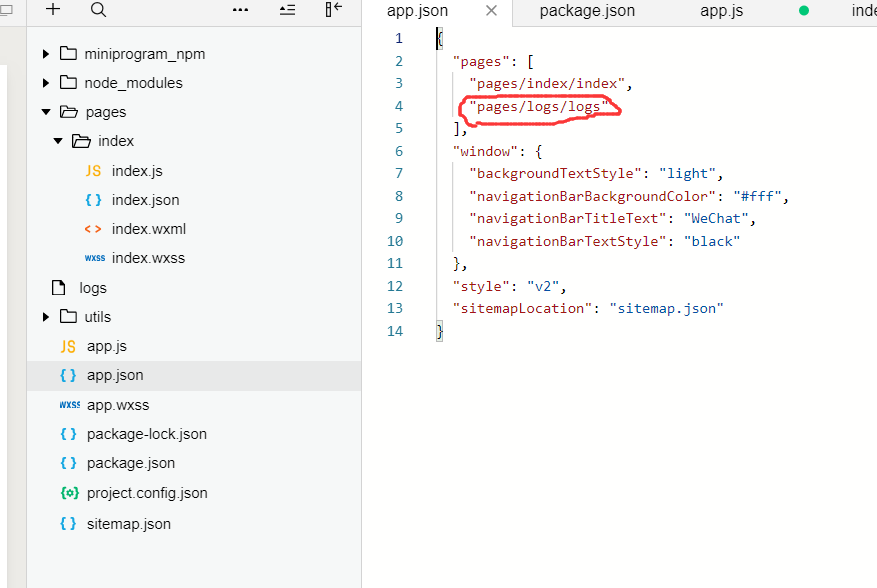 app.json
package.json
app.js
inde
miniprogram_npm
node_modules
pages
index
JS index.js
{ } index.json
<> index.wxml
WXSS index.wxss
logs
utils
JS app.js
{ } app.json
WXSS app.wxss
{ } package-lock.json
{ } package.json
{ } project.config.json
{ } sitemap.json
1 {
2 "pages": [
3 "pages/index/index",
4 "pages/logs/logs"
5 ],
6 "window": {
7 "backgroundTextStyle": "light",
8 "navigationBarBackgroundColor": "#fff",
9 "navigationBarTitleText": "WeChat",
10 "navigationBarTextStyle": "black"
11 },
12 "style": "v2",
13 "sitemapLocation": "sitemap.json"
14 }